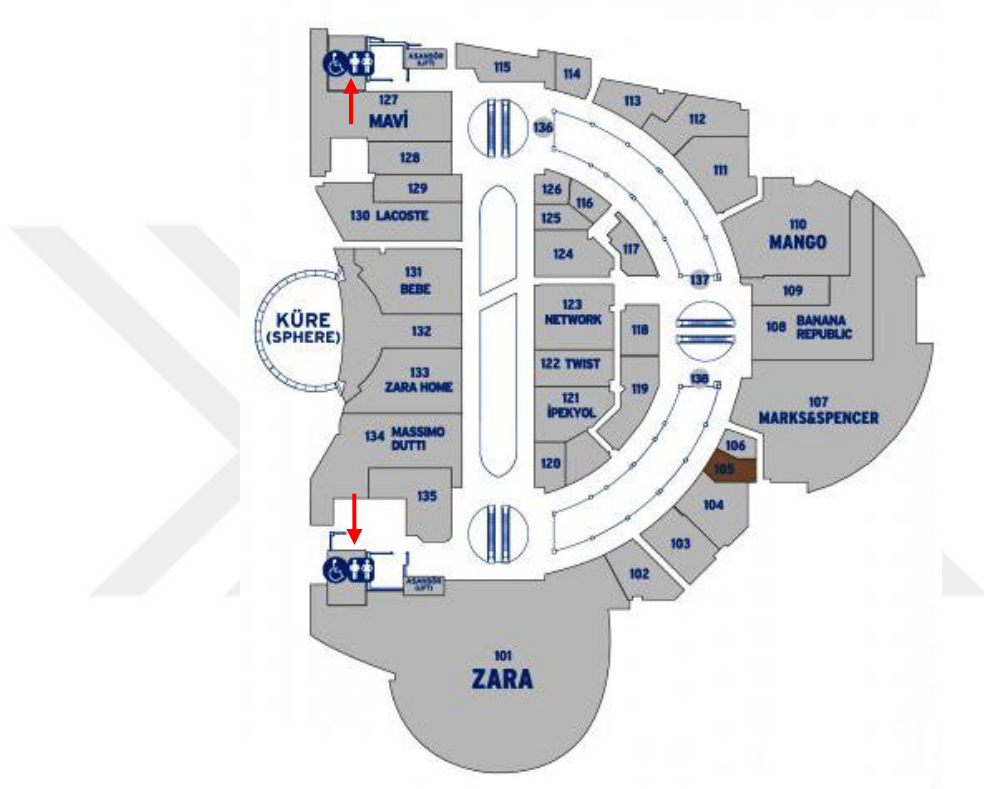 ASANSÖR
(LIFT)
115
114
127
MAVİ
113
112
136
128
111
129
126
116
130 LACOSTE
125
110
MANGO
117
124
131
BEBE
137
109
123
NETWORK
KÜRE
(SPHERE)
132
118
108 BANANA
REPUBLIC
122 TWIST
133
ZARA HOME
138
119
121
İPEKYOL
107
MARKS&SPENCER
134 MASSIMO
DUTTI
106
120
105
135
104
103
102
ASANSÖR
(LIFT)
101
ZARA